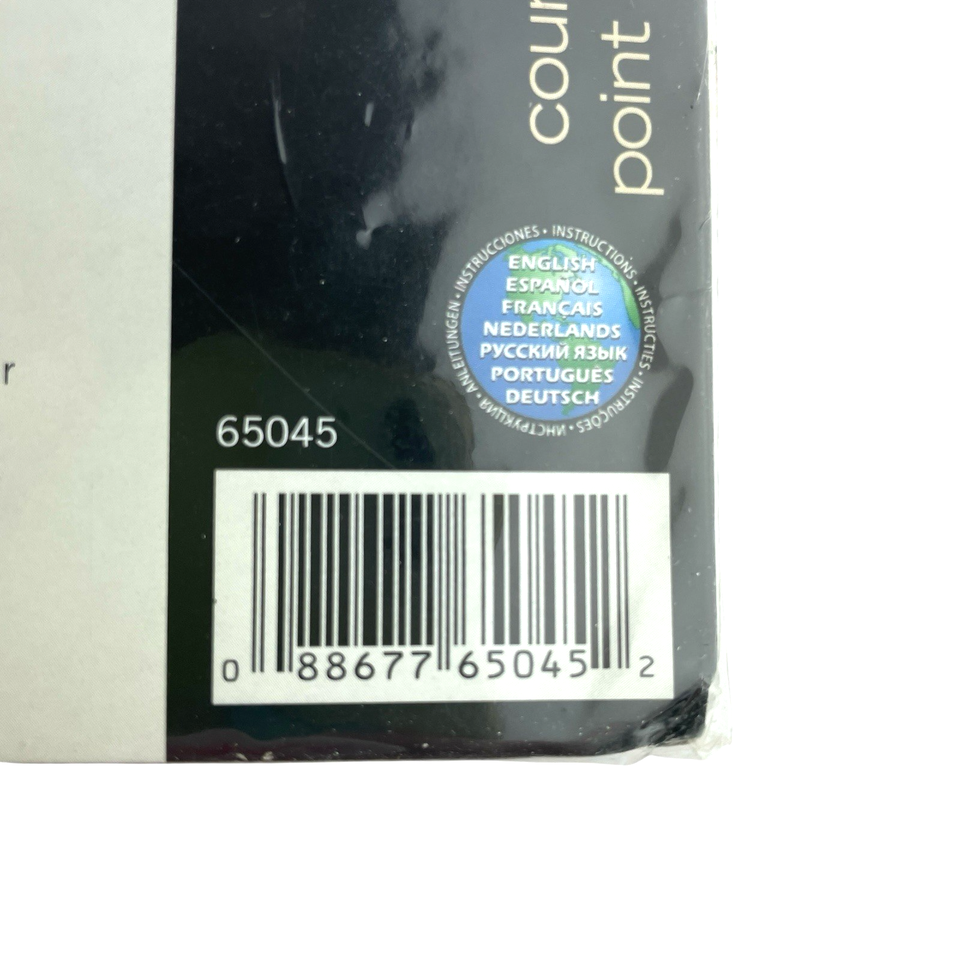 coun
point
INSTRUCCIONES • INSTRUCTIONS • INSTRUCTIES • INSTRUÇÕES • ИНСТРУКЦИЯ • ANLEITUNGEN •
ENGLISH
ESPAÑOL
FRANÇAIS
NEDERLANDS
РУССКИЙ ЯЗЫК
PORTUGUÊS
DEUTSCH
r
65045
0 88677 65045 2